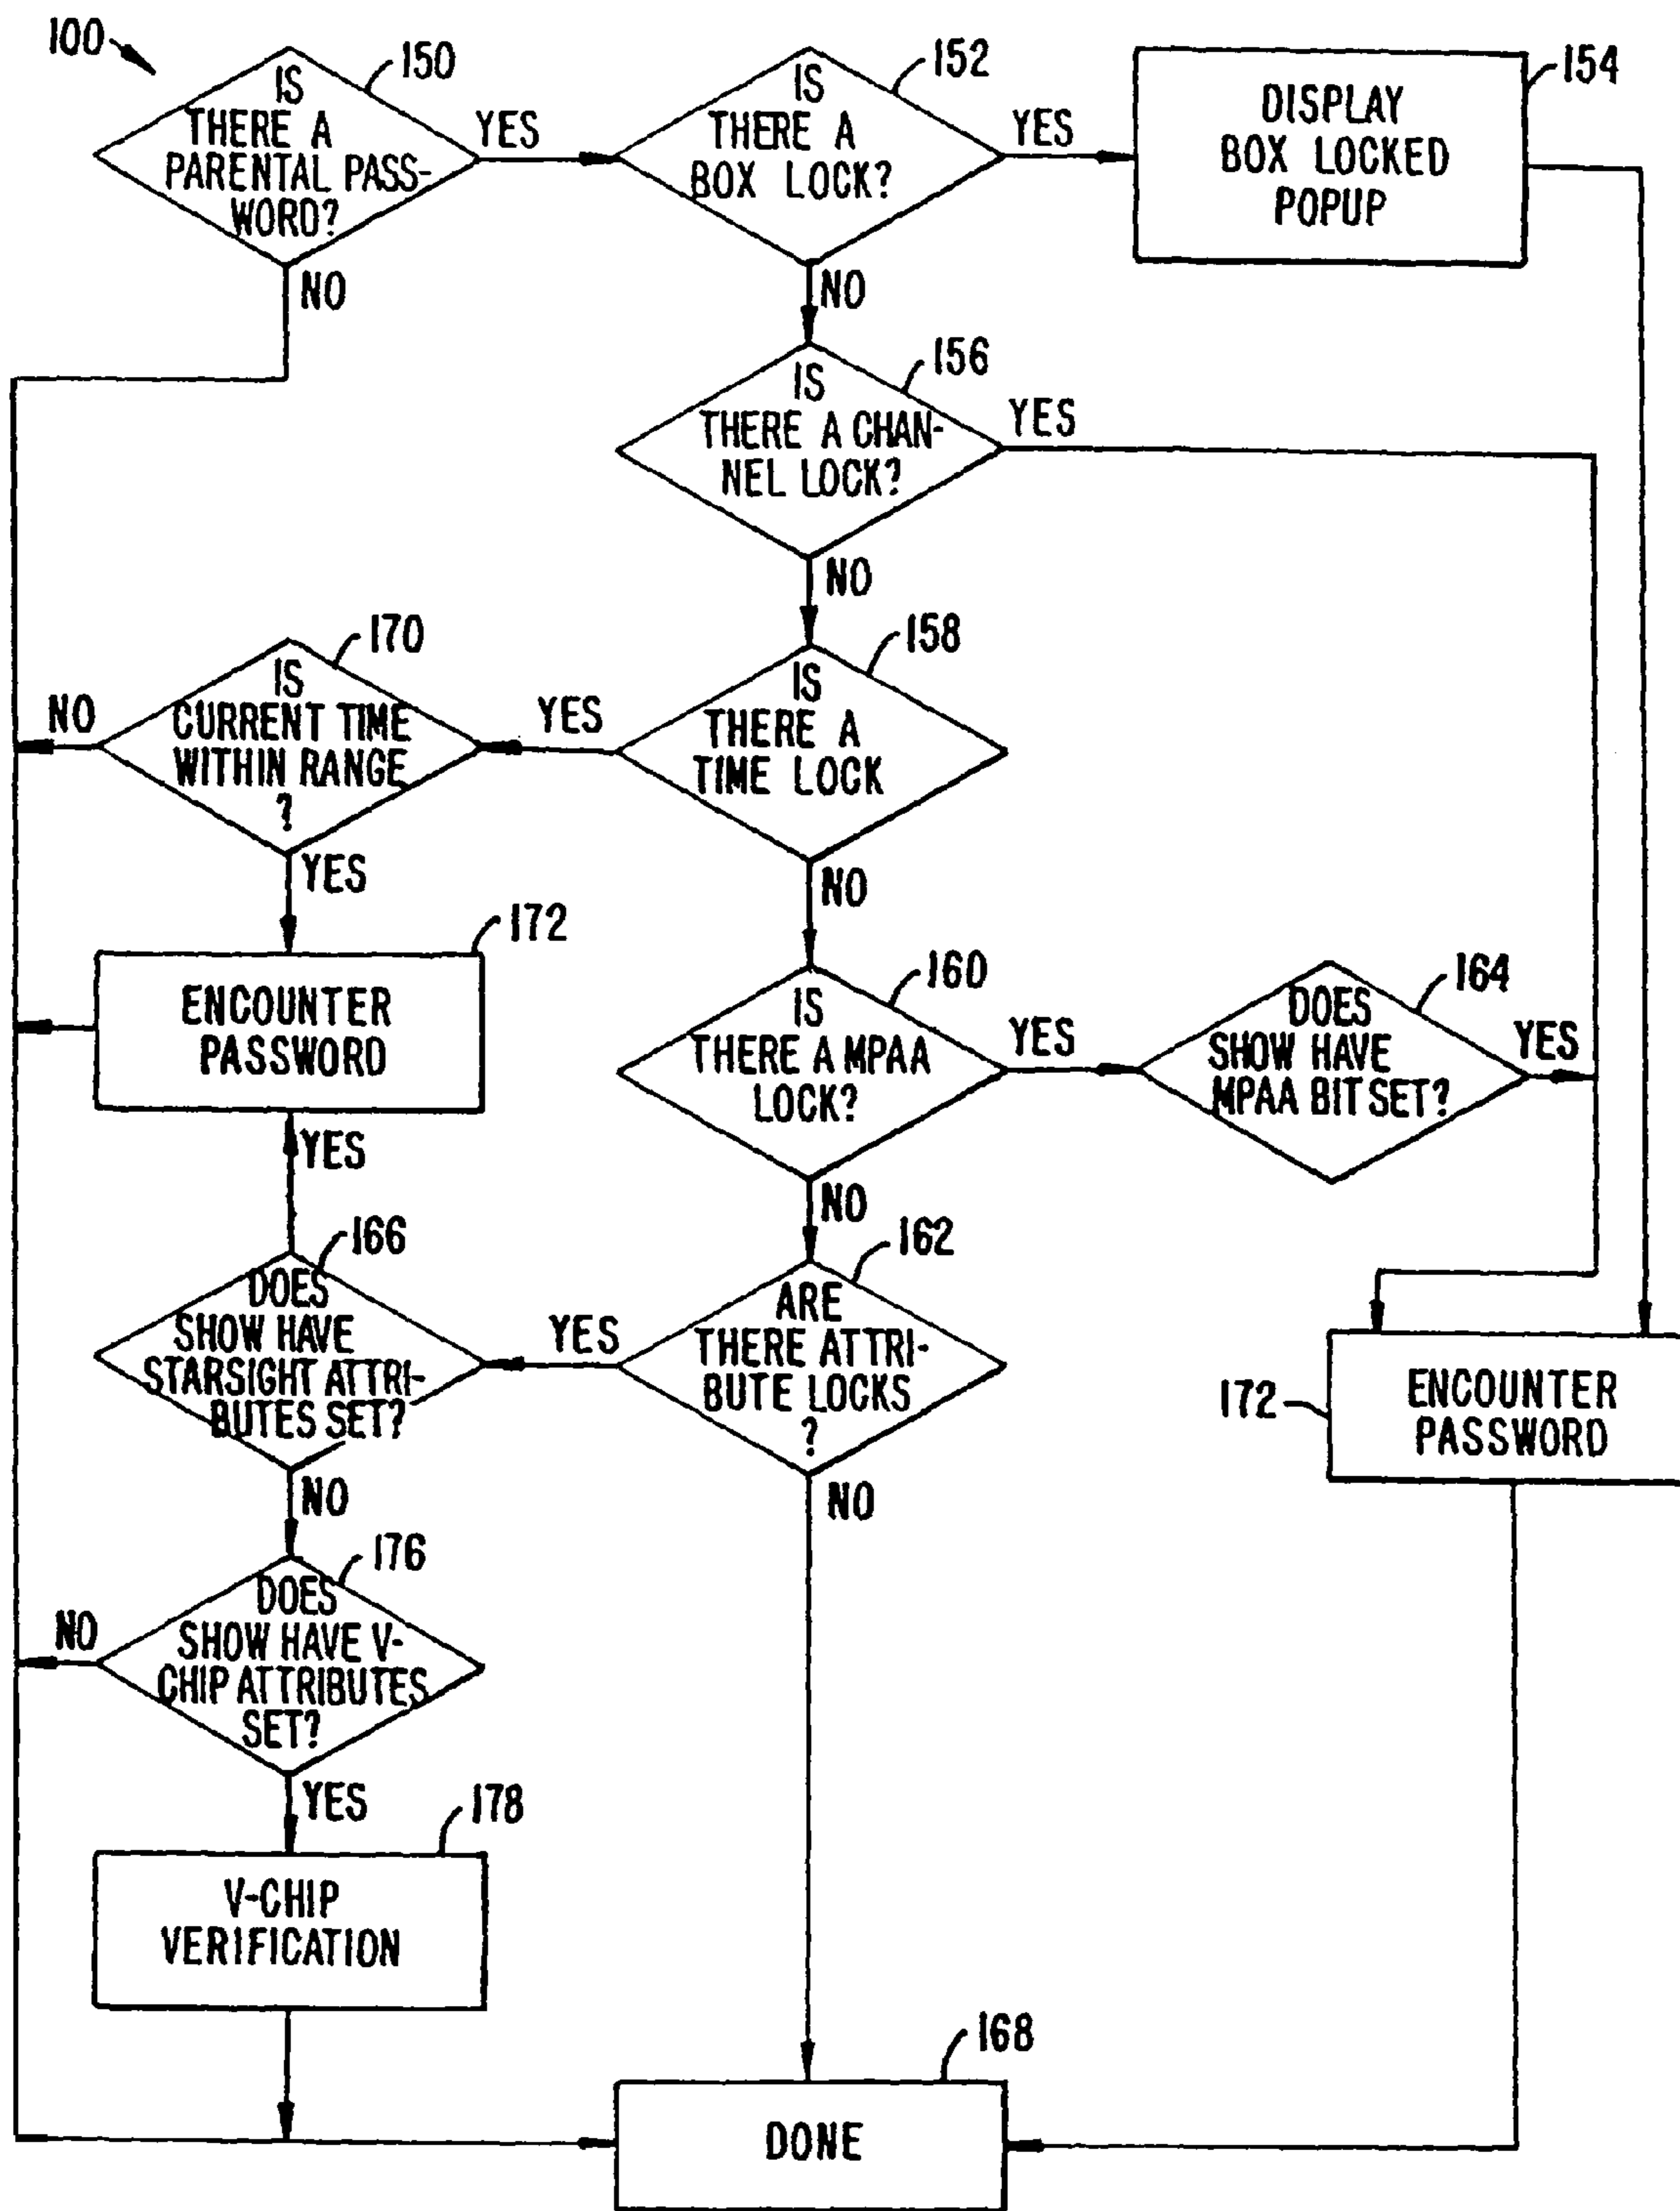 100
150
IS
THERE A
PARENTAL PASS-
WORD?
YES
NO
152
IS
THERE A
BOX LOCK?
YES
NO
154
DISPLAY
BOX LOCKED
POPUP
156
IS
THERE A CHAN-
NEL LOCK?
YES
NO
170
IS
CURRENT TIME
WITHIN RANGE
?
NO
YES
158
IS
THERE A
TIME LOCK
YES
NO
172
ENCOUNTER
PASSWORD
160
IS
THERE A MPAA
LOCK?
YES
NO
164
DOES
SHOW HAVE
MPAA BIT SET?
YES
166
DOES
SHOW HAVE
STARSIGHT ATTRI-
BUTES SET?
YES
NO
162
ARE
THERE ATTRI-
BUTE LOCKS
?
YES
NO
172
ENCOUNTER
PASSWORD
176
DOES
SHOW HAVE V-
CHIP ATTRIBUTES
SET?
NO
YES
178
V-CHIP
VERIFICATION
168
DONE